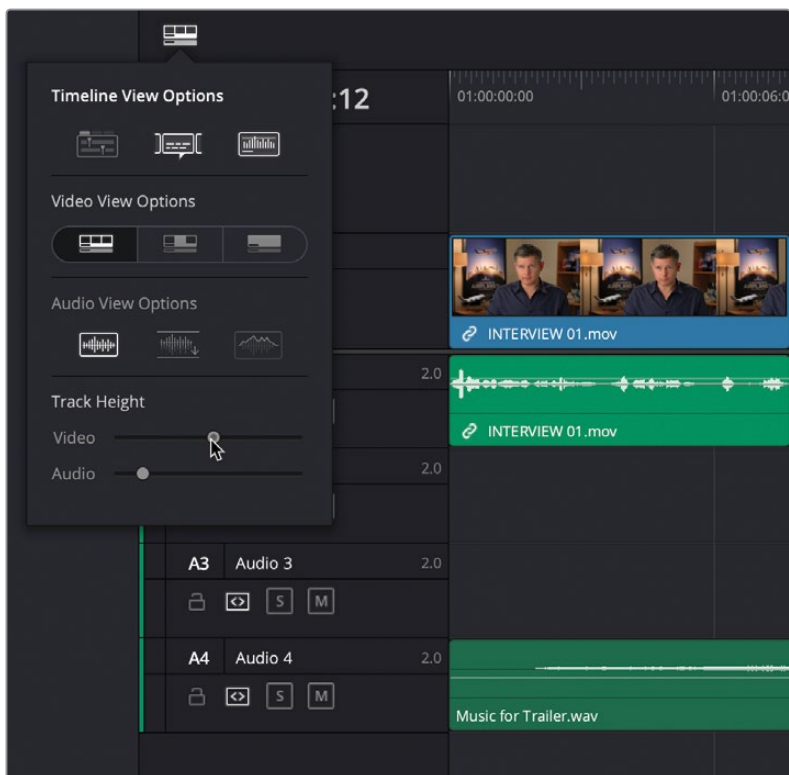 Timeline View Options
:12
01:00:00:00
01:00:06:0
Video View Options
INTERVIEW 01.mov
Audio View Options
2.0
INTERVIEW 01.mov
Track Height
Video
Audio
2.0
A3 Audio 3 2.0
S M
A4 Audio 4 2.0
S M
Music for Trailer.wav